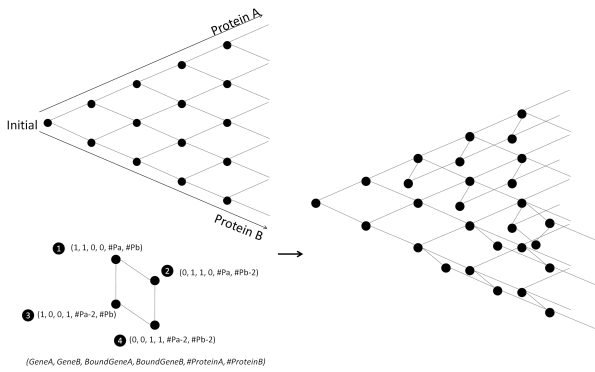 Protein A
Initial
Protein B
1 (1, 1, 0, 0, #Pa, #Pb)
2 (0, 1, 1, 0, #Pa, #Pb-2)
3 (1, 0, 0, 1, #Pa-2, #Pb)
4 (0, 0, 1, 1, #Pa-2, #Pb-2)
(GeneA, GeneB, BoundGeneA, BoundGeneB, #ProteinA, #ProteinB)